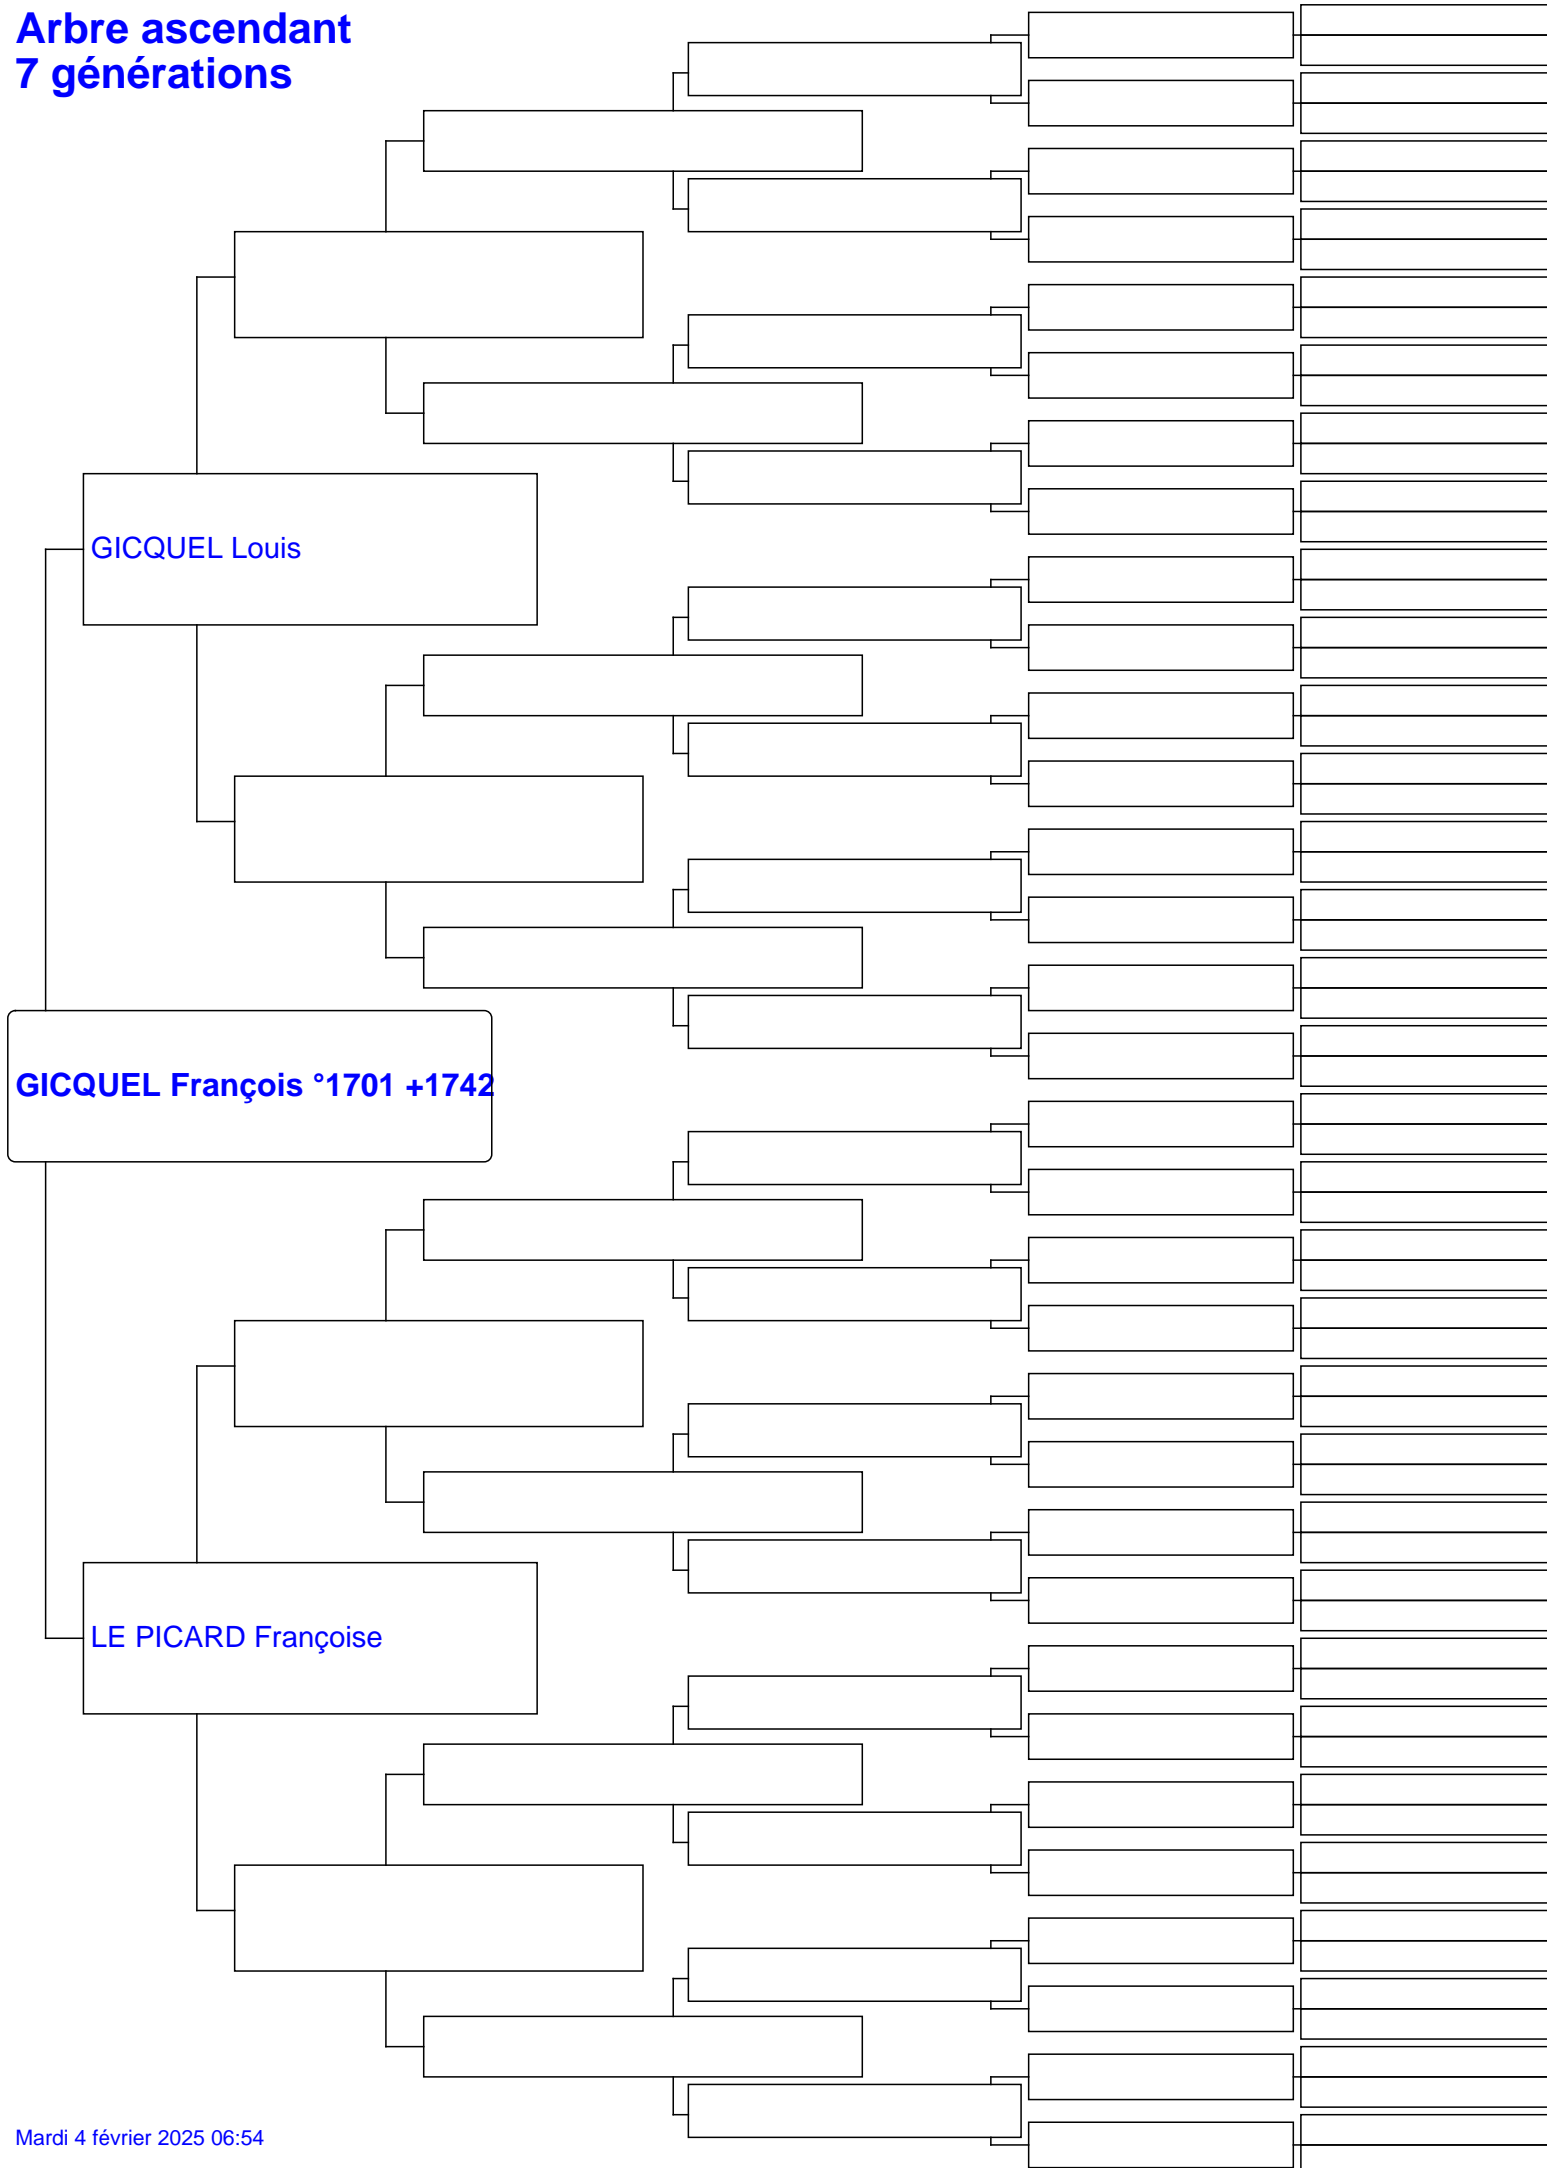 Arbre ascendant
7 générations
GICQUEL Louis
GICQUEL François °1701 +1742
LE PICARD Françoise
Mardi 4 février 2025 06:54